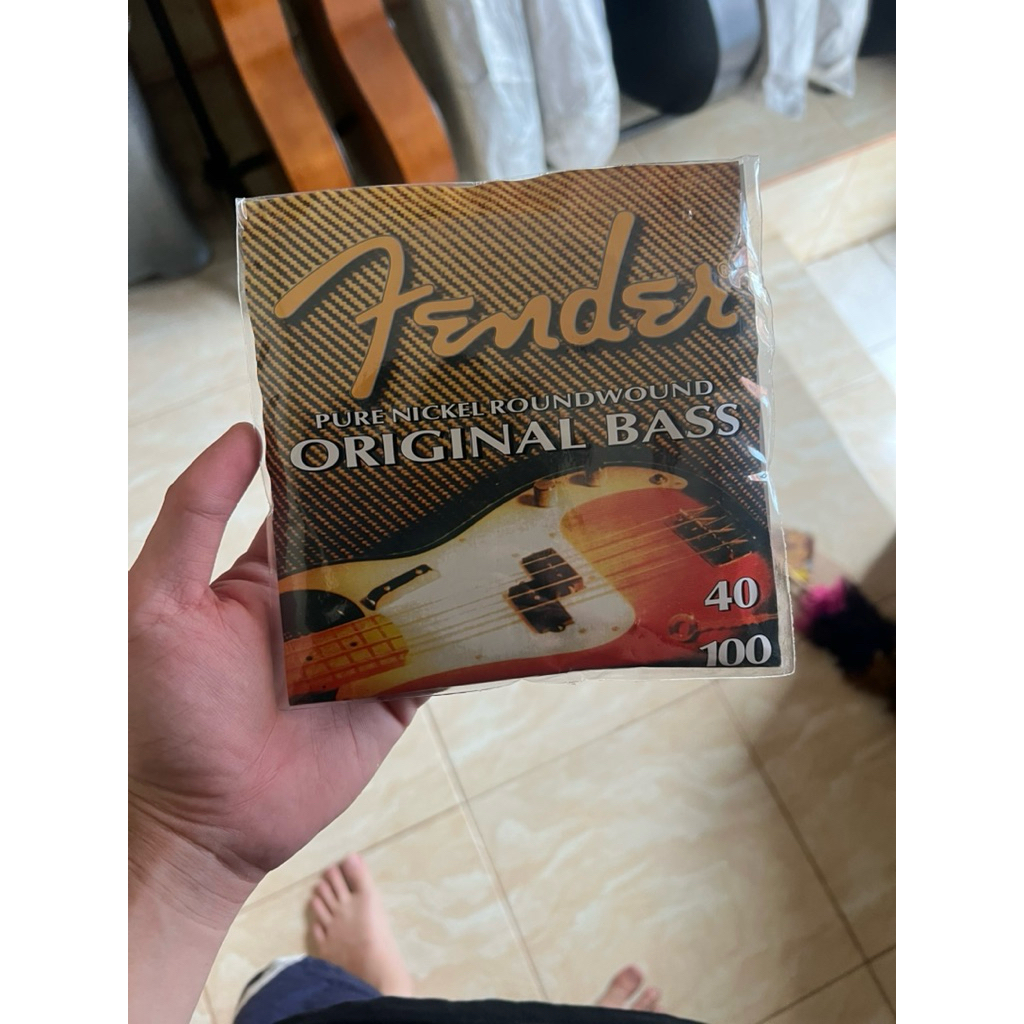 Fender
PURE NICKEL ROUNDWOUND
ORIGINAL BASS
40
100